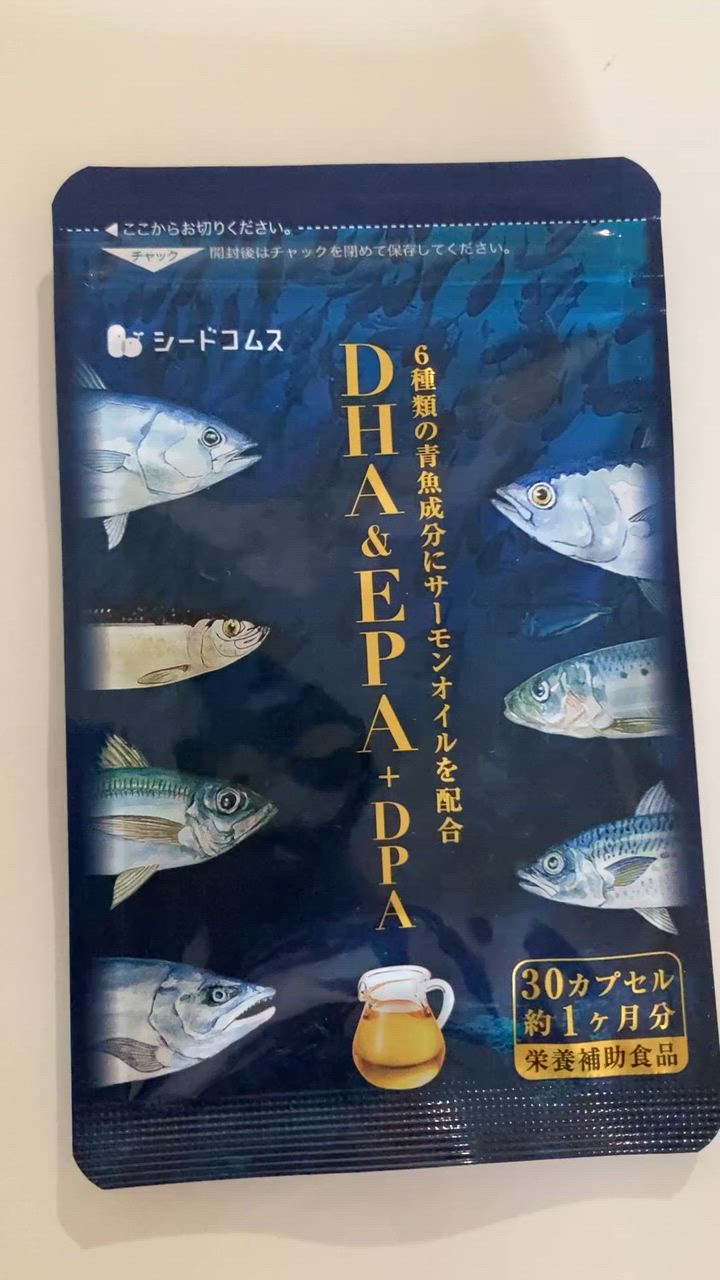 ここからお切りください。
チャック
開封後はチャックを閉めて保存してください。
シードコムス
6種類の青魚成分にサーモンオイルを配合
DHA&EPA+DPA
30カプセル
約1ヶ月分
栄養補助食品